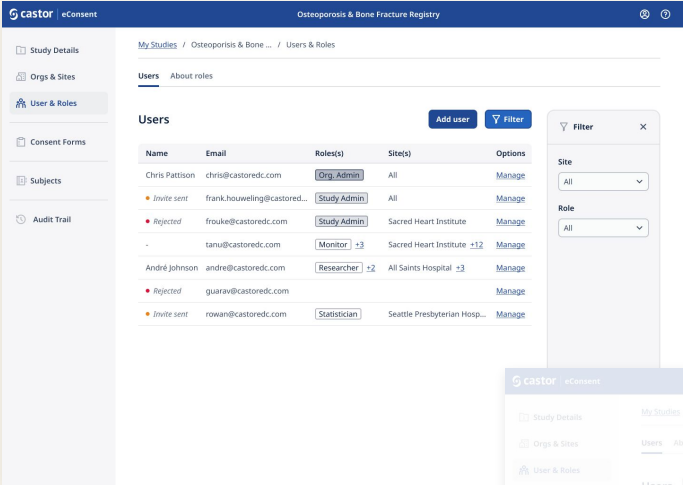 castor | eConsent
Osteoporosis & Bone Fracture Registry
Study Details
Orgs & Sites
User & Roles
Consent Forms
Subjects
Audit Trail
My Studies / Osteoporisis & Bone ... / Users & Roles
Users About roles
Users
Add user Filter
Name Email Roles(s) Site(s) Options
Chris Pattison chris@castoredc.com Org. Admin All Manage
Invite sent frank.houweling@castored... Study Admin All Manage
Rejected frouke@castoredc.com Study Admin Sacred Heart Institute Manage
- tanu@castoredc.com Monitor +3 Sacred Heart Institute +12 Manage
André Johnson andre@castoredc.com Researcher +2 All Saints Hospital +3 Manage
Rejected guarav@castoredc.com Manage
Invite sent rowan@castoredc.com Statistician Seattle Presbyterian Hosp... Manage
Filter
Site
All
Role
All
castor | eConsent
Study Details
Orgs & Sites
User & Roles
My Studies
Users